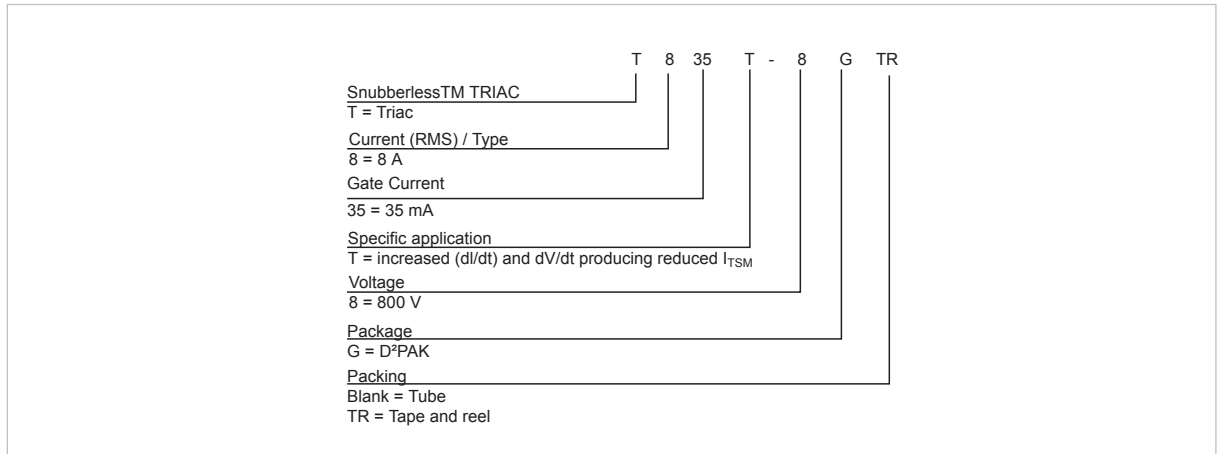 T 8 35 T - 8 G TR
SnubberlessTM TRIAC
T = Triac
Current (RMS) / Type
8 = 8 A
Gate Current
35 = 35 mA
Specific application
T = increased (dI/dt) and dV/dt producing reduced ITSM
Voltage
8 = 800 V
Package
G = D²PAK
Packing
Blank = Tube
TR = Tape and reel